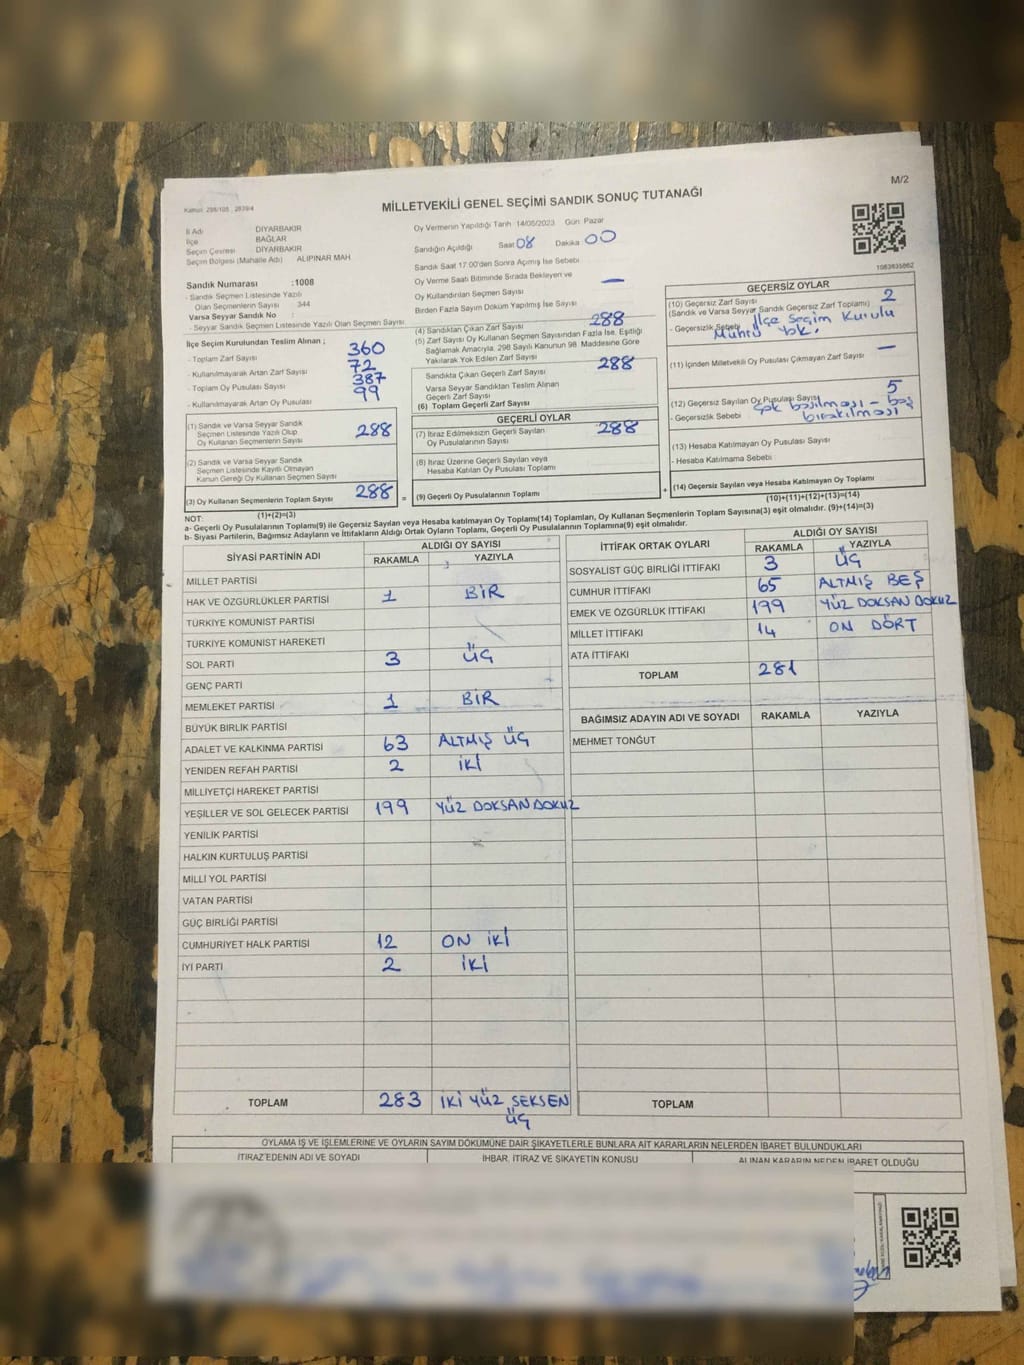 M/2
Kanun: 298/105 , 2839/4
MİLLETVEKİLİ GENEL SEÇİMİ SANDIK SONUÇ TUTANAĞI
İli Adı DİYARBAKIR
İlçe BAĞLAR
Seçim Çevresi DİYARBAKIR
Seçim Bölgesi (Mahalle Adı) ALIPINAR MAH.
Sandık Numarası :1008
- Sandık Seçmen Listesinde Yazılı
Olan Seçmenlerin Sayısı 344
Varsa Seyyar Sandık No :
- Seyyar Sandık Seçmen Listesinde Yazılı Olan Seçmen Sayısı
İlçe Seçim Kurulundan Teslim Alınan ;
- Toplam Zarf Sayısı 360
- Kullanılmayarak Artan Zarf Sayısı 72
- Toplam Oy Pusulası Sayısı 387
- Kullanılmayarak Artan Oy Pusulası 99
(1) Sandık ve Varsa Seyyar Sandık
Seçmen Listesinde Yazılı Olup
Oy Kullanan Seçmenlerin Sayısı 288
(2) Sandık ve Varsa Seyyar Sandık
Seçmen Listesinde Kayıtlı Olmayan
Kanun Gereği Oy Kullanan Seçmen Sayısı
(3) Oy Kullanan Seçmenlerin Toplam Sayısı 288 =
(1)+(2)=(3)
Oy Vermenin Yapıldığı Tarih 14/05/2023 Gün Pazar
Sandığın Açıldığı Saat 08 Dakika 00
Sandık Saat 17.00'den Sonra Açılmış İse Sebebi
Oy Verme Saati Bitiminde Sırada Bekleyen ve
Oy Kullandırılan Seçmen Sayısı —
Birden Fazla Sayım Döküm Yapılmış İse Sayısı
(4) Sandıktan Çıkan Zarf Sayısı 288
(5) Zarf Sayısı Oy Kullanan Seçmen Sayısından Fazla İse, Eşitliği
Sağlamak Amacıyla, 298 Sayılı Kanunun 98. Maddesine Göre
Yakılarak Yok Edilen Zarf Sayısı
Sandıkta Çıkan Geçerli Zarf Sayısı 288
Varsa Seyyar Sandıktan Teslim Alınan
Geçerli Zarf Sayısı
(6) Toplam Geçerli Zarf Sayısı
GEÇERLİ OYLAR
(7) İtiraz Edilmeksizin Geçerli Sayılan
Oy Pusulalarının Sayısı 288
(8) İtiraz Üzerine Geçerli Sayılan veya
Hesaba Katılan Oy Pusulası Toplamı
(9) Geçerli Oy Pusulalarının Toplamı +
1083635862
GEÇERSİZ OYLAR
(10) Geçersiz Zarf Sayısı
(Sandık ve Varsa Seyyar Sandık Geçersiz Zarf Toplamı) 2
- Geçersizlik Sebebi İlçe Seçim Kurulu
Mührü Yok.
(11) İçinden Milletvekili Oy Pusulası Çıkmayan Zarf Sayısı —
(12) Geçersiz Sayılan Oy Pusulası Sayısı 5
- Geçersizlik Sebebi Çok basılması - boş
bırakılması
(13) Hesaba Katılmayan Oy Pusulası Sayısı
- Hesaba Katılmama Sebebi
(14) Geçersiz Sayılan veya Hesaba Katılmayan Oy Toplamı
(10)+(11)+(12)+(13)=(14)
NOT:
a- Geçerli Oy Pusulalarının Toplamı(9) ile Geçersiz Sayılan veya Hesaba katılmayan Oy Toplamı(14) Toplamları, Oy Kullanan Seçmenlerin Toplam Sayısına(3) eşit olmalıdır. (9)+(14)=(3)
b- Siyasi Partilerin, Bağımsız Adayların ve İttifakların Aldığı Ortak Oyların Toplamı, Geçerli Oy Pusulalarının Toplamına(9) eşit olmalıdır.
SİYASİ PARTİNİN ADI ALDIĞI OY SAYISI
RAKAMLA YAZIYLA
MİLLET PARTİSİ
HAK VE ÖZGÜRLÜKLER PARTİSİ 1 BİR
TÜRKİYE KOMÜNİST PARTİSİ
TÜRKİYE KOMÜNİST HAREKETİ
SOL PARTİ 3 ÜÇ
GENÇ PARTİ
MEMLEKET PARTİSİ 1 BİR
BÜYÜK BİRLİK PARTİSİ
ADALET VE KALKINMA PARTİSİ 63 ALTMIŞ ÜÇ
YENİDEN REFAH PARTİSİ 2 İKİ
MİLLİYETÇİ HAREKET PARTİSİ
YEŞİLLER VE SOL GELECEK PARTİSİ 199 YÜZ DOKSAN DOKUZ
YENİLİK PARTİSİ
HALKIN KURTULUŞ PARTİSİ
MİLLİ YOL PARTİSİ
VATAN PARTİSİ
GÜÇ BİRLİĞİ PARTİSİ
CUMHURİYET HALK PARTİSİ 12 ON İKİ
İYİ PARTİ 2 İKİ
TOPLAM 283 İKİ YÜZ SEKSEN
ÜÇ
İTTİFAK ORTAK OYLARI ALDIĞI OY SAYISI
RAKAMLA YAZIYLA
SOSYALİST GÜÇ BİRLİĞİ İTTİFAKI 3 ÜÇ
CUMHUR İTTİFAKI 65 ALTMIŞ BEŞ
EMEK VE ÖZGÜRLÜK İTTİFAKI 199 YÜZ DOKSAN DOKUZ
MİLLET İTTİFAKI 14 ON DÖRT
ATA İTTİFAKI
TOPLAM 281
BAĞIMSIZ ADAYIN ADI VE SOYADI RAKAMLA YAZIYLA
MEHMET TONĞUT
TOPLAM
OYLAMA İŞ VE İŞLEMLERİNE VE OYLARIN SAYIM DÖKÜMÜNE DAİR ŞİKAYETLERLE BUNLARA AİT KARARLARIN NELERDEN İBARET BULUNDUKLARI
İTİRAZ EDENİN ADI VE SOYADI İHBAR, İTİRAZ VE ŞİKAYETİN KONUSU ALINAN KARARIN NEDEN İBARET OLDUĞU